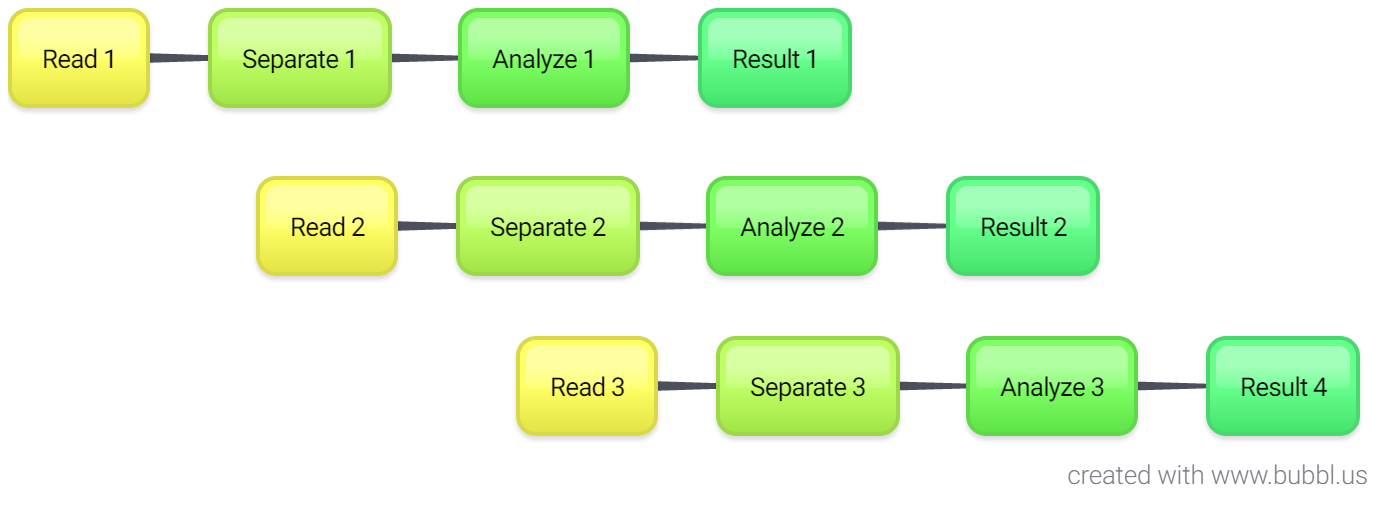 Read 1 Separate 1 Analyze 1 Result 1
Read 2 Separate 2 Analyze 2 Result 2
Read 3 Separate 3 Analyze 3 Result 4
created with www.bubbl.us